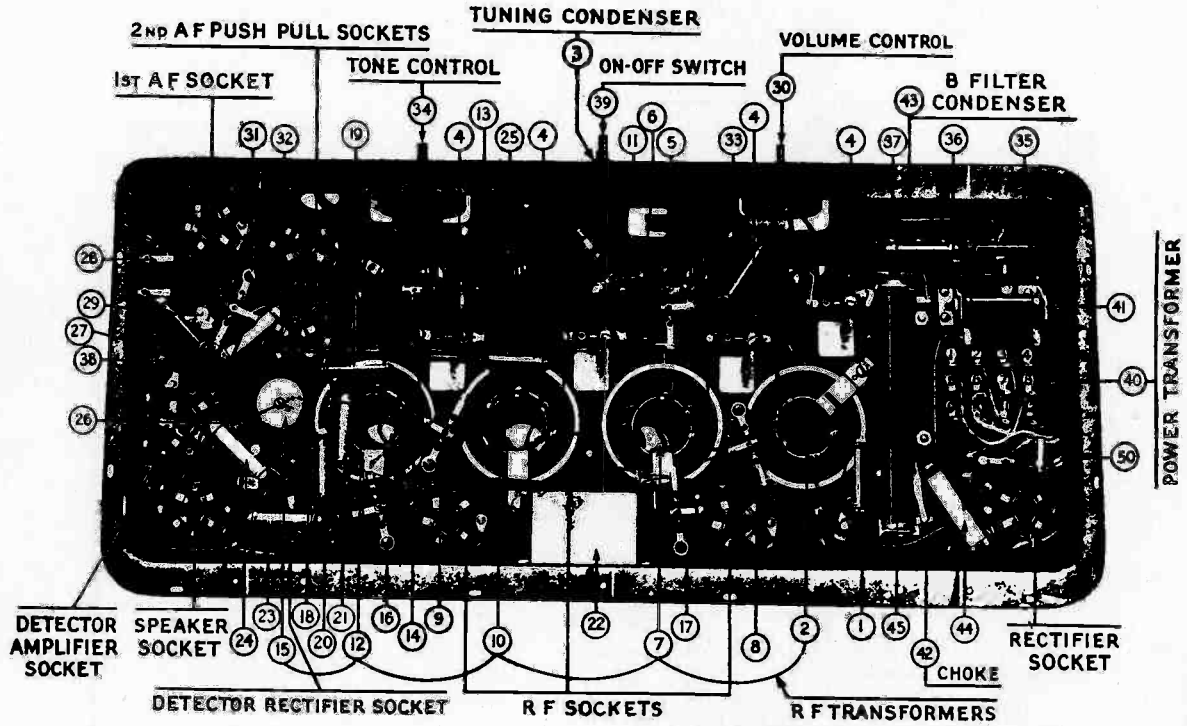 TUNING CONDENSER
2ND AF PUSH PULL SOCKETS
VOLUME CONTROL
3
1ST AF SOCKET
TONE CONTROL
ON-OFF SWITCH
B FILTER
CONDENSER
34
39
30
43
31
32
19
4
13
25
4
11
6
5
33
4
4
37
36
35
28
29
27
38
26
41
40
50
POWER TRANSFORMER
DETECTOR
AMPLIFIER
SOCKET
SPEAKER
SOCKET
24
23
15
18
20
21
12
16
14
9
10
22
7
17
8
2
1
45
42
44
CHOKE
RECTIFIER
SOCKET
DETECTOR RECTIFIER SOCKET
R F SOCKETS
R F TRANSFORMERS